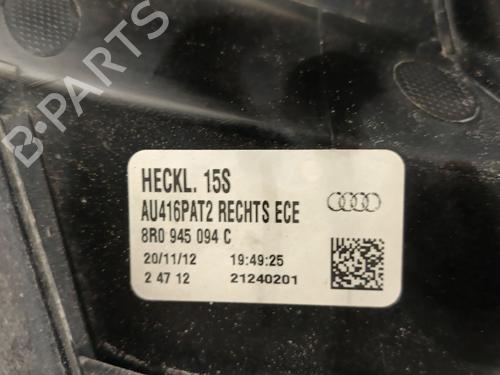 HECKL. 15S
AU416PAT2 RECHTS ECE
8R0 945 094 C
20/11/12 19:49:25
2 47 12 21240201
B-PARTS